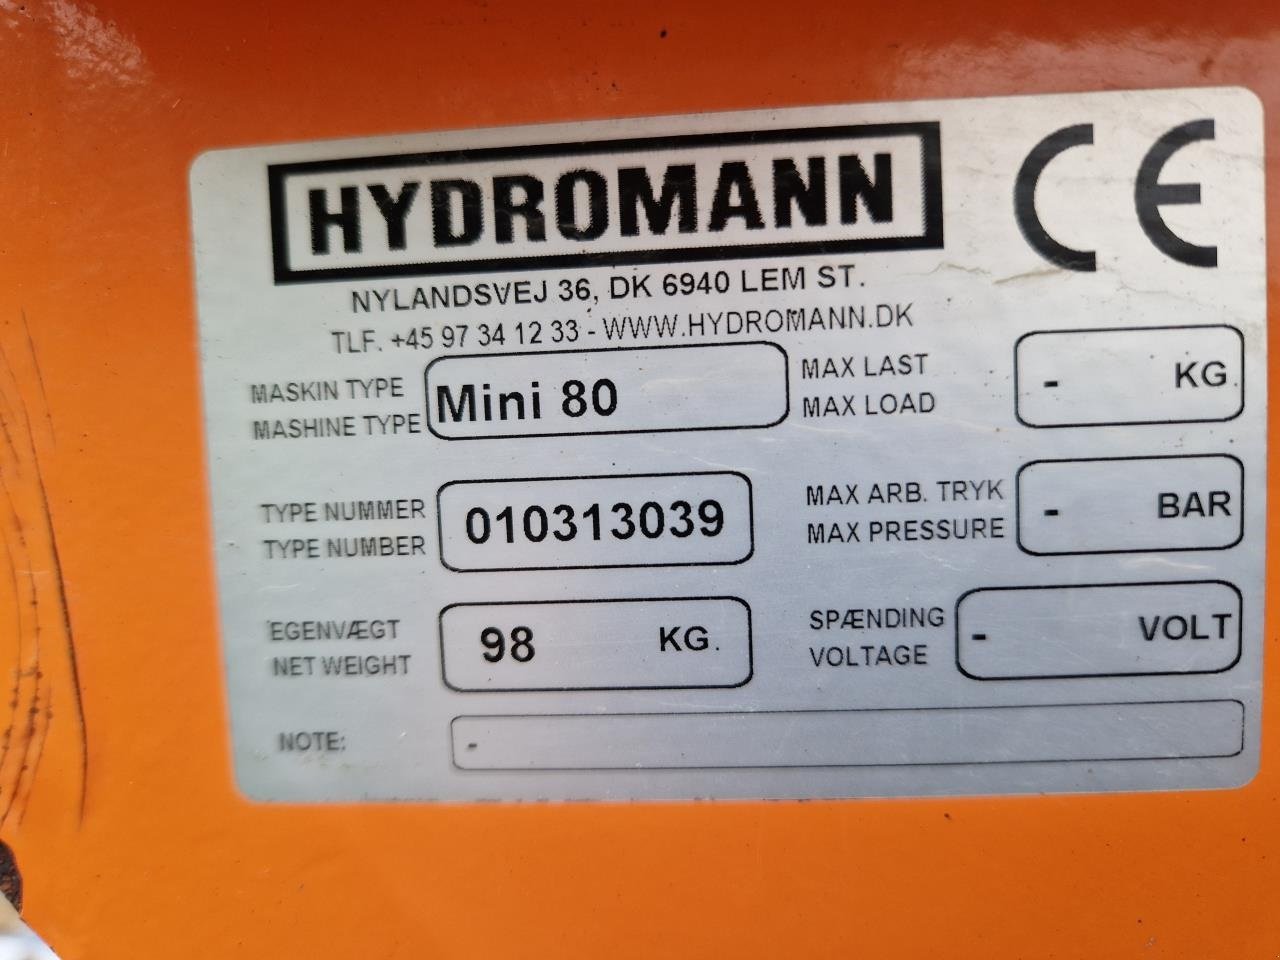 HYDROMANN CE
NYLANDSVEJ 36, DK 6940 LEM ST.
TLF. +45 97 34 12 33 - WWW.HYDROMANN.DK
MASKIN TYPE
MASHINE TYPE
Mini 80
MAX LAST
MAX LOAD
- KG.
TYPE NUMMER
TYPE NUMBER
010313039
MAX ARB. TRYK
MAX PRESSURE
- BAR
EGENVÆGT
NET WEIGHT
98 KG.
SPÆNDING
VOLTAGE
- VOLT
NOTE: -